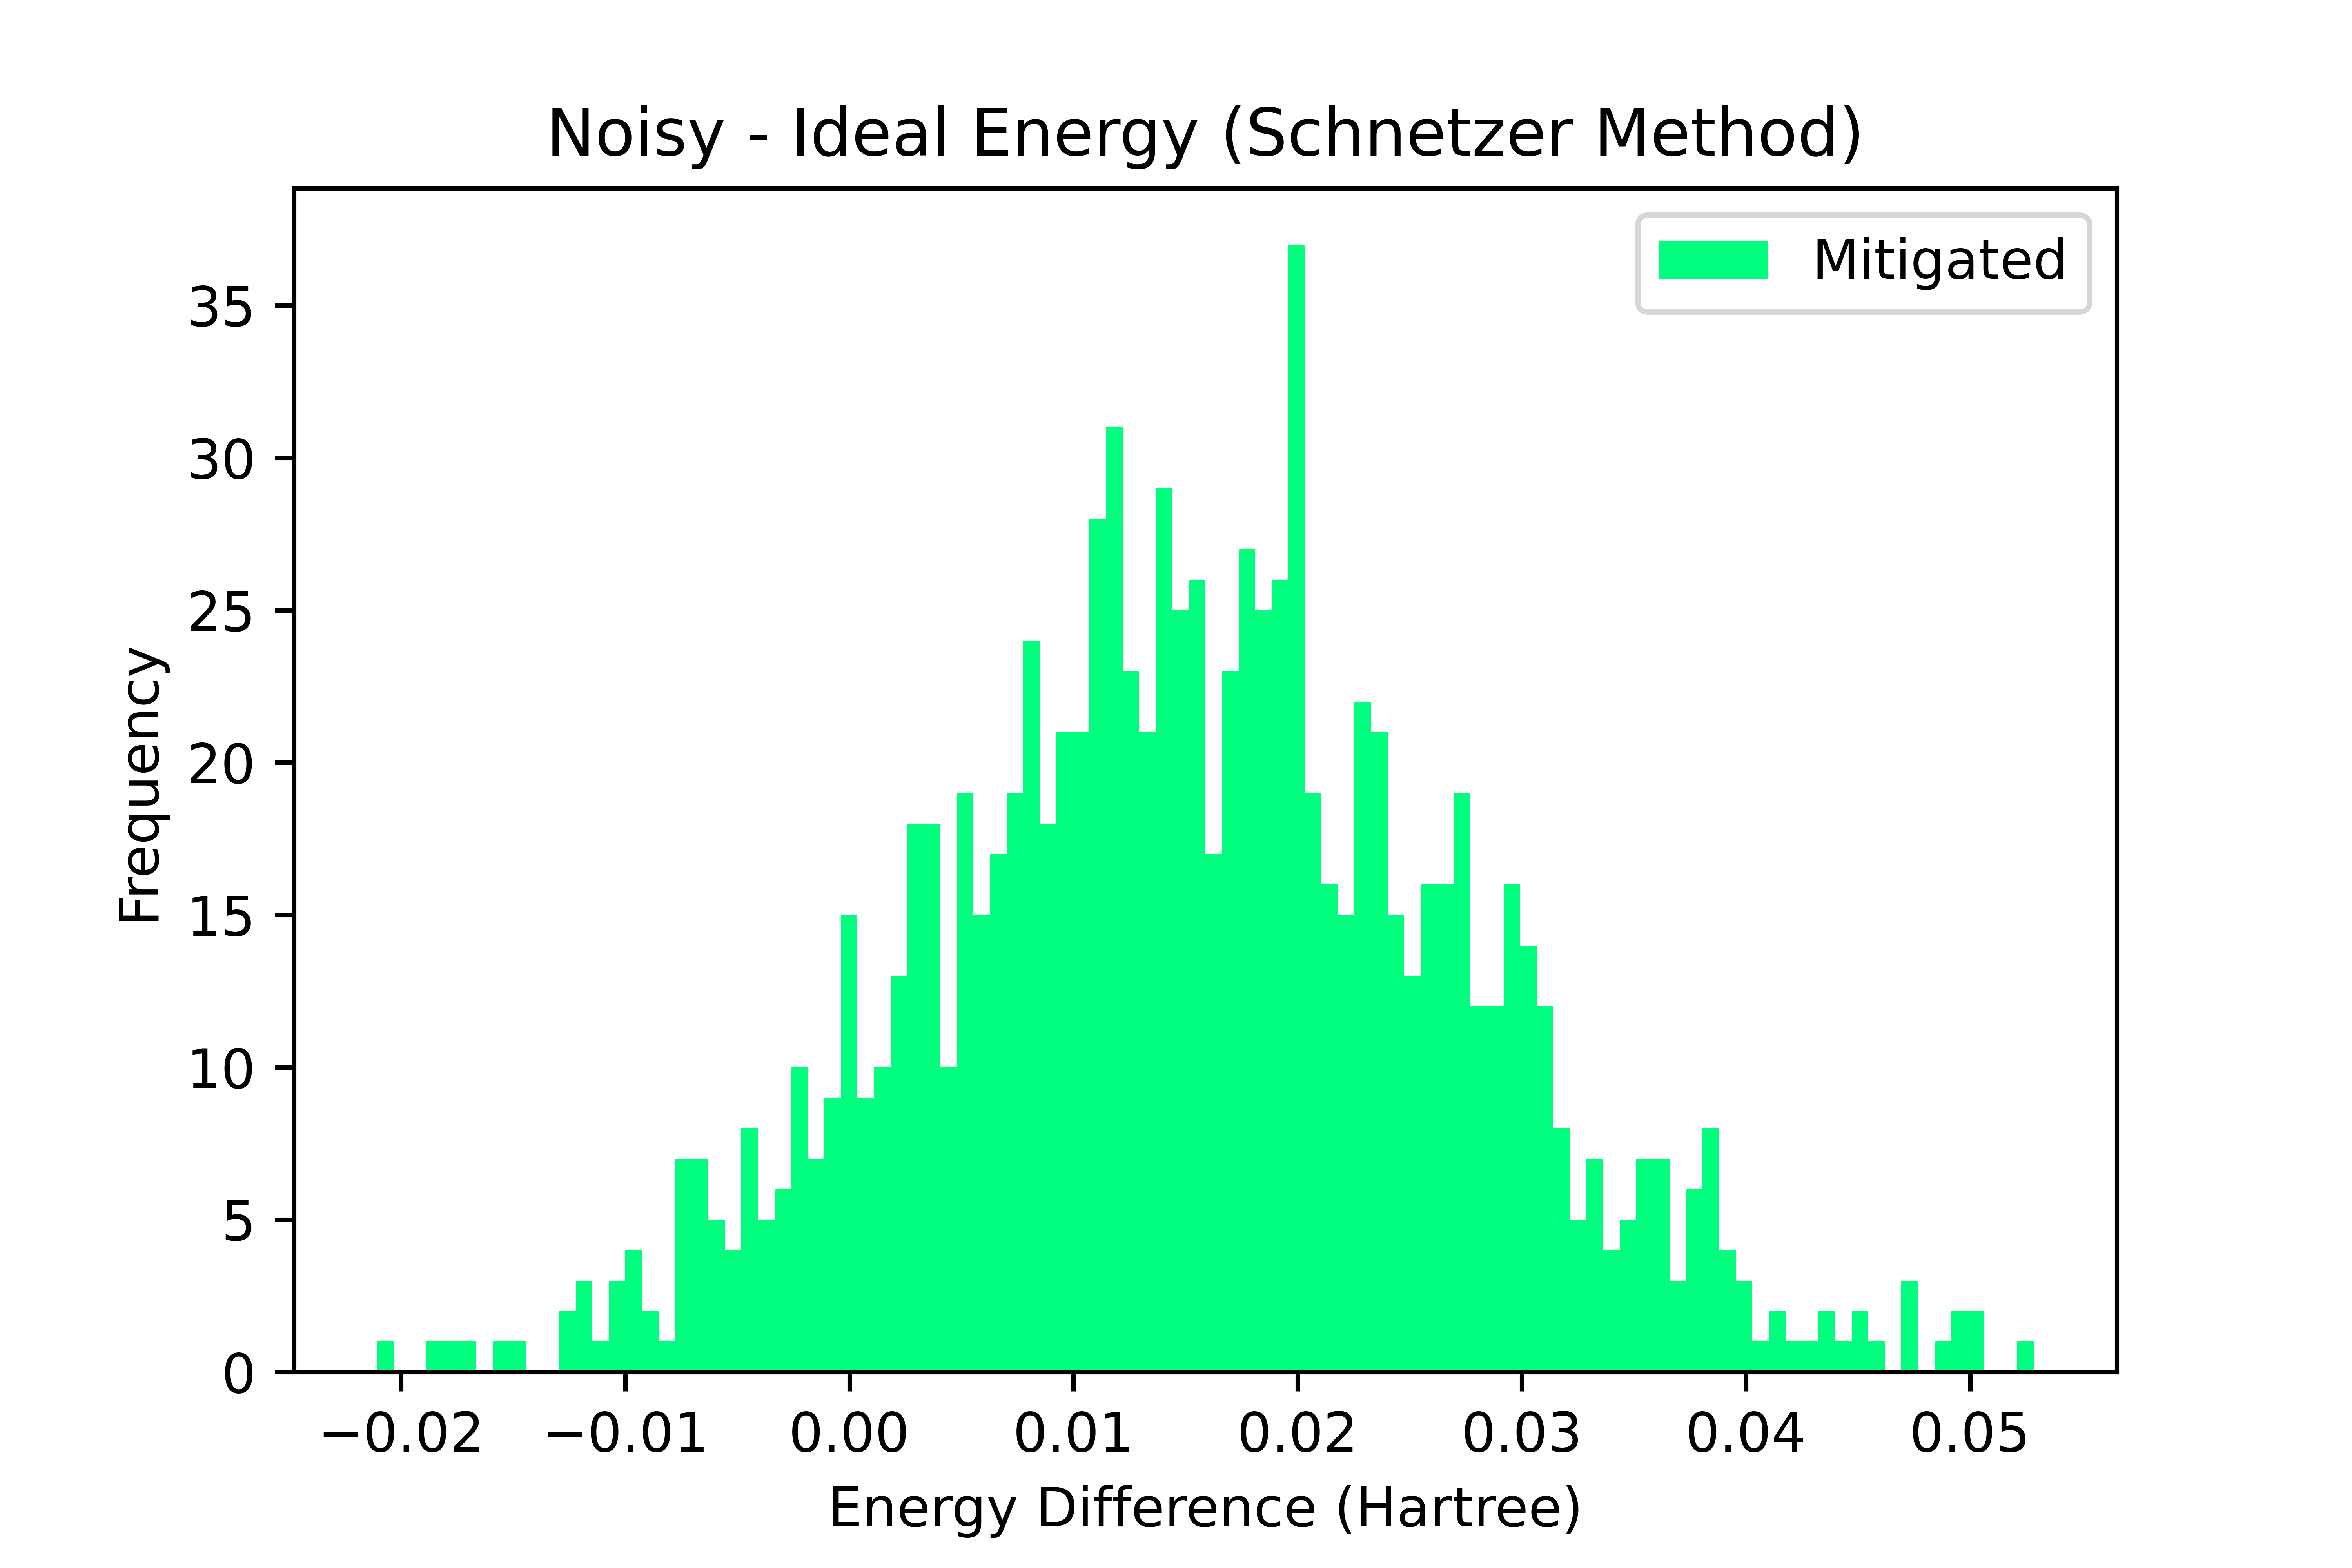 Noisy - Ideal Energy (Schnetzer Method)
Mitigated
35
30
25
20
15
10
5
0
Frequency
−0.02 −0.01 0.00 0.01 0.02 0.03 0.04 0.05
Energy Difference (Hartree)